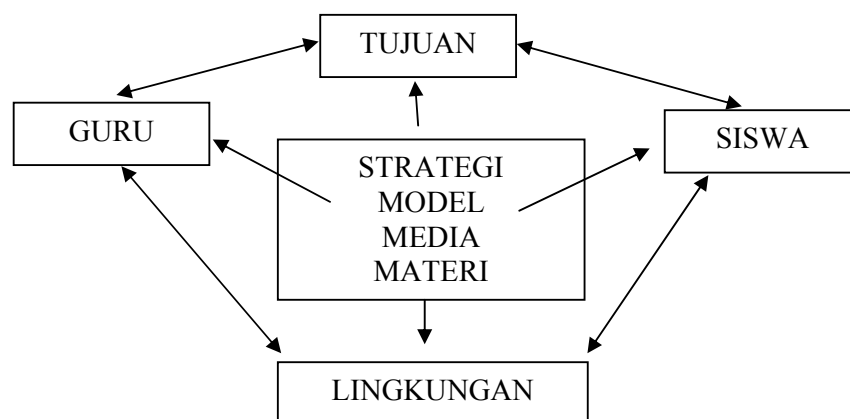 TUJUAN
GURU
SISWA
STRATEGI
MODEL
MEDIA
MATERI
LINGKUNGAN